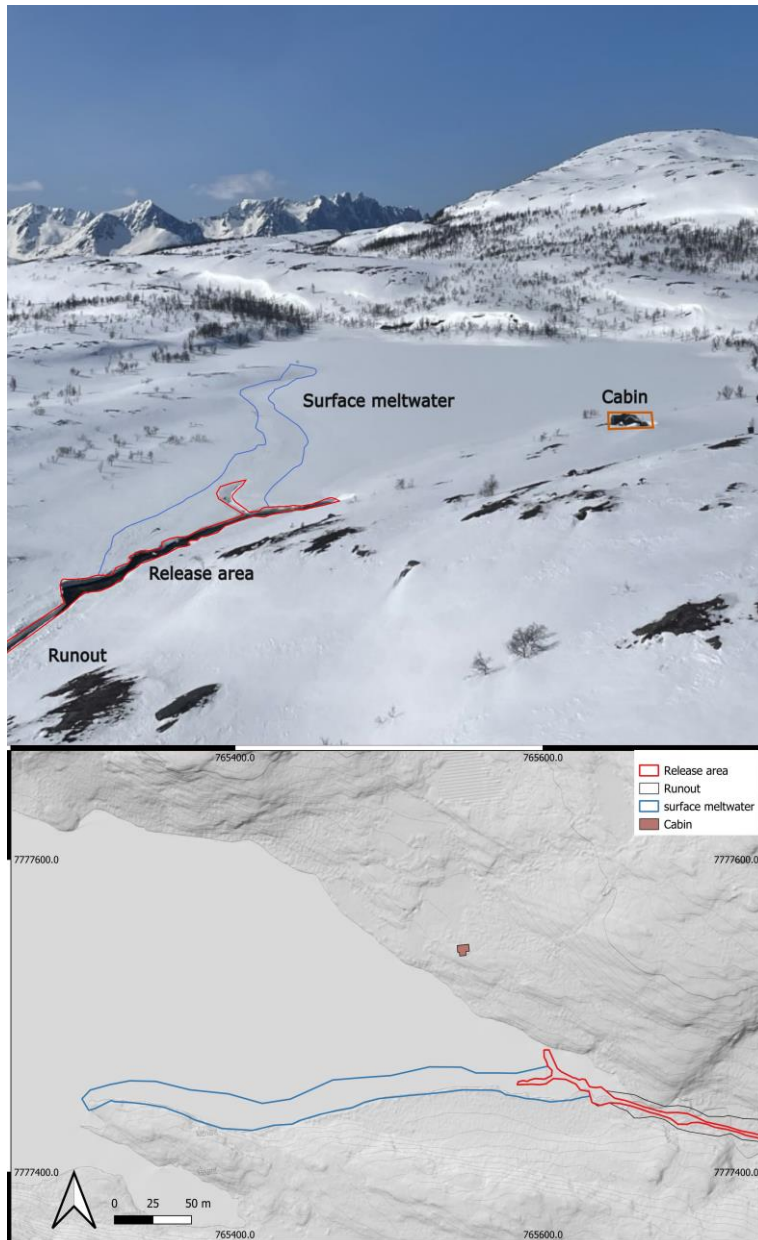 Surface meltwater
Cabin
Release area
Runout
765400.0
765600.0
Release area
Runout
surface meltwater
Cabin
7777600.0
7777600.0
7777400.0
7777400.0
0 25 50 m
765400.0
765600.0